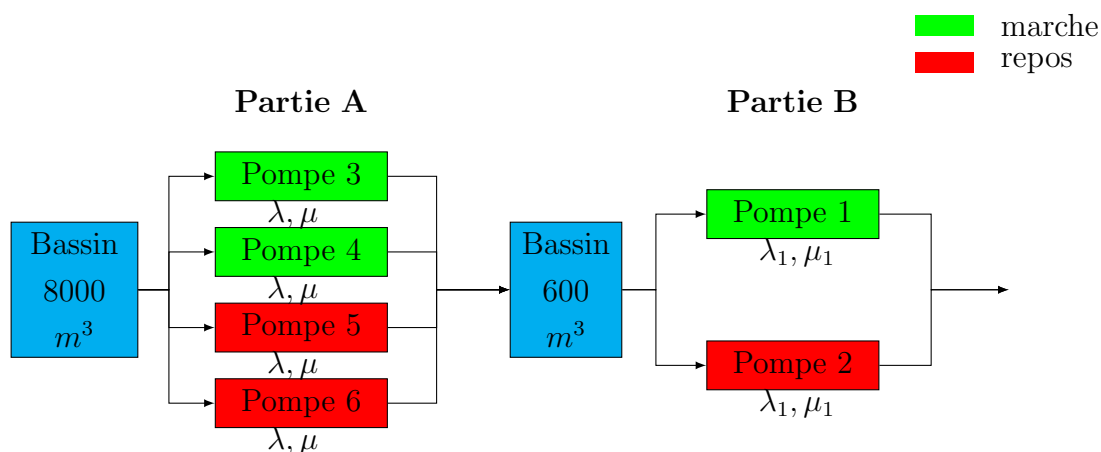 marche
repos
Partie A
Partie B
Pompe 3
λ, μ
Pompe 4
λ, μ
Pompe 5
λ, μ
Pompe 6
λ, μ
Bassin
8000
m³
Bassin
600
m³
Pompe 1
λ₁, μ₁
Pompe 2
λ₁, μ₁